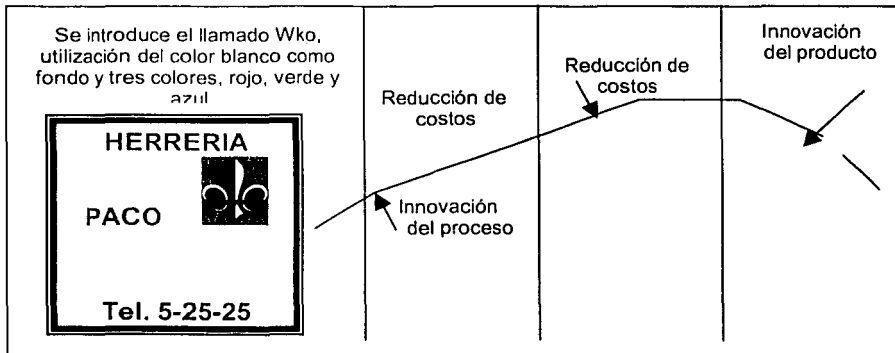 Se introduce el llamado Wko,
utilización del color blanco como
fondo y tres colores, rojo, verde y
azul
HERRERIA
PACO
Tel. 5-25-25
Reducción de
costos
Innovación
del proceso
Reducción de
costos
Innovación
del producto